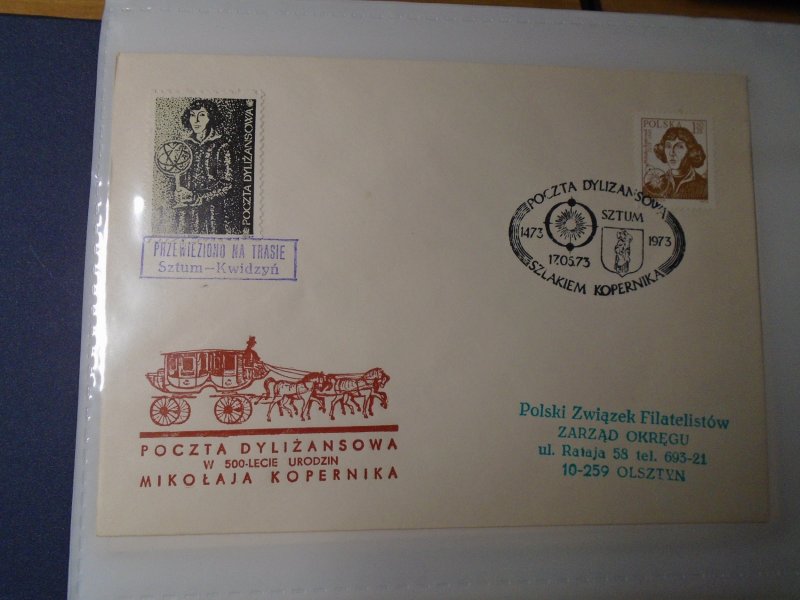 POCZTA DYLIŻANSOWA
PRZEWIEZIONO NA TRASIE
Sztum-Kwidzyń
POLSKA
POCZTA DYLIŻANSOWA
SZTUM
1473
1973
17.05.73
SZLAKIEM KOPERNIKA
POCZTA DYLIŻANSOWA
W 500-LECIE URODZIN
MIKOŁAJA KOPERNIKA
Polski Związek Filatelistów
ZARZĄD OKRĘGU
ul. Rataja 58 tel. 693-21
10-259 OLSZTYN